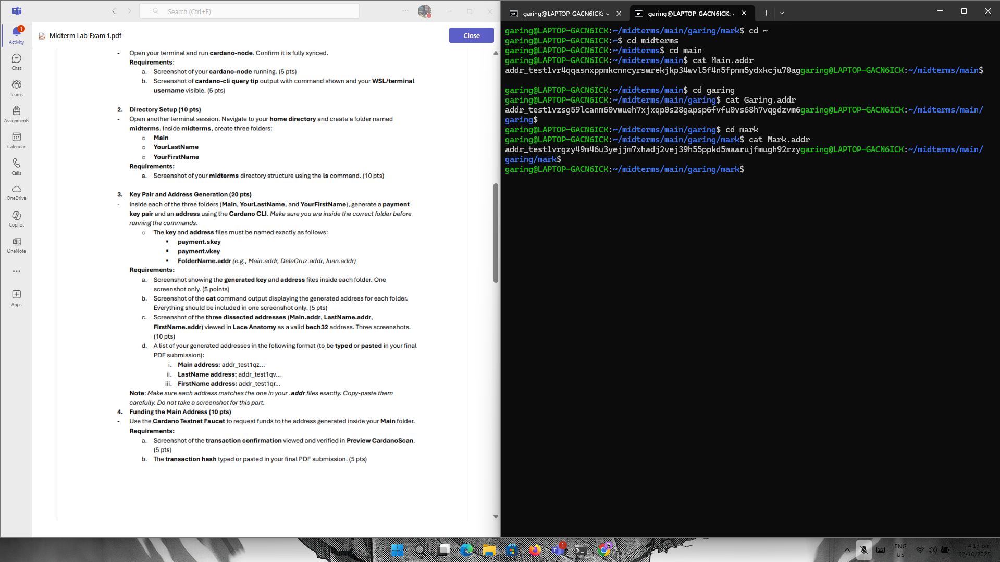 Search (Ctrl+E)
1
Activity
Chat
Teams
Assignments
Calendar
Calls
OneDrive
Copilot
OneNote
Apps
Midterm Lab Exam 1.pdf
Close
- Open your terminal and run cardano-node. Confirm it is fully synced.
Requirements:
a. Screenshot of your cardano-node running. (5 pts)
b. Screenshot of cardano-cli query tip output with command shown and your WSL/terminal
username visible. (5 pts)
2. Directory Setup (10 pts)
- Open another terminal session. Navigate to your home directory and create a folder named
midterms. Inside midterms, create three folders:
o Main
o YourLastName
o YourFirstName
Requirements:
a. Screenshot of your midterms directory structure using the ls command. (10 pts)
3. Key Pair and Address Generation (20 pts)
- Inside each of the three folders (Main, YourLastName, and YourFirstName), generate a payment
key pair and an address using the Cardano CLI. Make sure you are inside the correct folder before
running the commands.
o The key and address files must be named exactly as follows:
▪ payment.skey
▪ payment.vkey
▪ FolderName.addr (e.g., Main.addr, DelaCruz.addr, Juan.addr)
Requirements:
a. Screenshot showing the generated key and address files inside each folder. One
screenshot only. (5 points)
b. Screenshot of the cat command output displaying the generated address for each folder.
Everything should be included in one screenshot only. (5 pts)
c. Screenshot of the three dissected addresses (Main.addr, LastName.addr,
FirstName.addr) viewed in Lace Anatomy as a valid bech32 address. Three screenshots.
(10 pts)
d. A list of your generated addresses in the following format (to be typed or pasted in your final
PDF submission):
i. Main address: addr_test1qz...
ii. LastName address: addr_test1qv...
iii. FirstName address: addr_test1qr...
Note: Make sure each address matches the one in your .addr files exactly. Copy-paste them
carefully. Do not take a screenshot for this part.
4. Funding the Main Address (10 pts)
- Use the Cardano Testnet Faucet to request funds to the address generated inside your Main folder.
Requirements:
a. Screenshot of the transaction confirmation viewed and verified in Preview CardanoScan.
(5 pts)
b. The transaction hash typed or pasted in your final PDF submission. (5 pts)
garing@LAPTOP-GACN6ICK: ~
garing@LAPTOP-GACN6ICK: 
garing@LAPTOP-GACN6ICK:~/midterms/main/garing/mark$ cd ~
garing@LAPTOP-GACN6ICK:~$ cd midterms
garing@LAPTOP-GACN6ICK:~/midterms$ cd main
garing@LAPTOP-GACN6ICK:~/midterms/main$ cat Main.addr
addr_test1vr4qqasnxppmkcnncyrswrekjkp34wvl5f4n5fpnm5ydxkcju70aggaring@LAPTOP-GACN6ICK:~/midterms/main$
garing@LAPTOP-GACN6ICK:~/midterms/main$ cd garing
garing@LAPTOP-GACN6ICK:~/midterms/main/garing$ cat Garing.addr
addr_test1vzsg59lcanm60vwueh7xjxqp0s28gapsp6fvfu0vs68h7vqgdzvm6garing@LAPTOP-GACN6ICK:~/midterms/main/
garing$
garing@LAPTOP-GACN6ICK:~/midterms/main/garing$ cd mark
garing@LAPTOP-GACN6ICK:~/midterms/main/garing/mark$ cat Mark.addr
addr_test1vrgzy49m46u3yejjm7xhadj2vej39h55ppkd5waarujfmugh92rzygaring@LAPTOP-GACN6ICK:~/midterms/main/
garing/mark$
garing@LAPTOP-GACN6ICK:~/midterms/main/garing/mark$
1
ENG
US
4:17 pm
22/10/2025